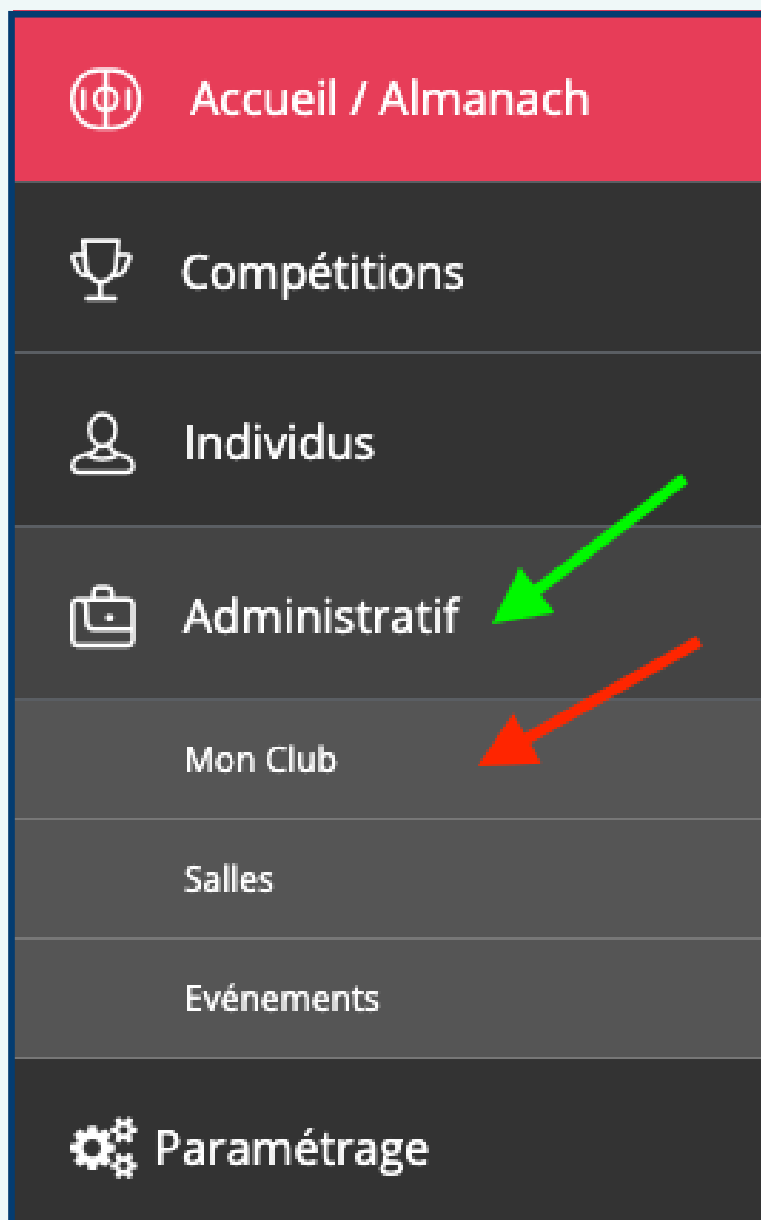 Accueil / Almanach
Compétitions
Individus
Administratif
Mon Club
Salles
Evénements
Paramétrage